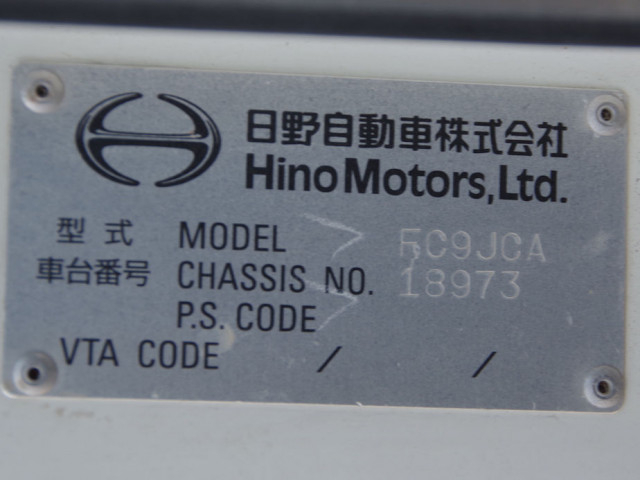 日野自動車株式会社
Hino Motors, Ltd.
型式 MODEL FC9JCA
車台番号 CHASSIS NO. 18973
P.S. CODE
VTA CODE / /